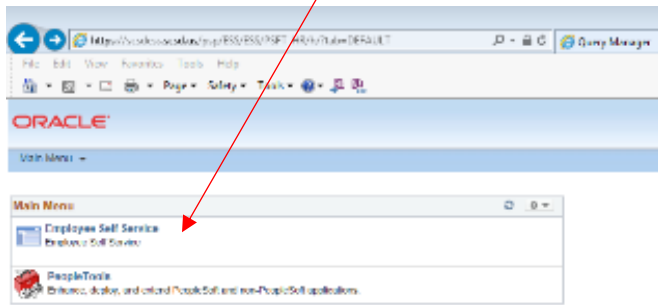 Query Manager
File Edit View Favorites Tools Help
Page Safety Tools
ORACLE
Main Menu
Main Menu
Employee Self Service
Employee Self Service
PeopleTools
Enhance, deploy, and extend PeopleSoft and non-PeopleSoft applications.